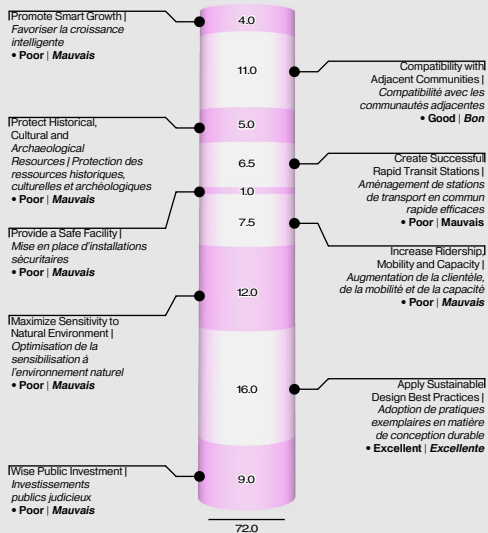 Promote Smart Growth |
Favoriser la croissance
intelligente
• Poor | Mauvais
4.0
11.0
Compatibility with
Adjacent Communities |
Compatibilité avec les
communautés adjacentes
• Good | Bon
Protect Historical,
Cultural and
Archaeological
Resources | Protection des
ressources historiques,
culturelles et archéologiques
• Poor | Mauvais
5.0
6.5
Create Successful
Rapid Transit Stations |
Aménagement de stations
de transport en commun
rapide efficaces
• Poor | Mauvais
1.0
Provide a Safe Facility |
Mise en place d'installations
sécuritaires
• Poor | Mauvais
7.5
Increase Ridership,
Mobility and Capacity |
Augmentation de la clientèle,
de la mobilité et de la capacité
• Poor | Mauvais
12.0
Maximize Sensitivity to
Natural Environment |
Optimisation de la
sensibilisation à
l'environnement naturel
• Poor | Mauvais
16.0
Apply Sustainable
Design Best Practices |
Adoption de pratiques
exemplaires en matière
de conception durable
• Excellent | Excellente
Wise Public Investment |
Investissements
publics judicieux
• Poor | Mauvais
9.0
72.0